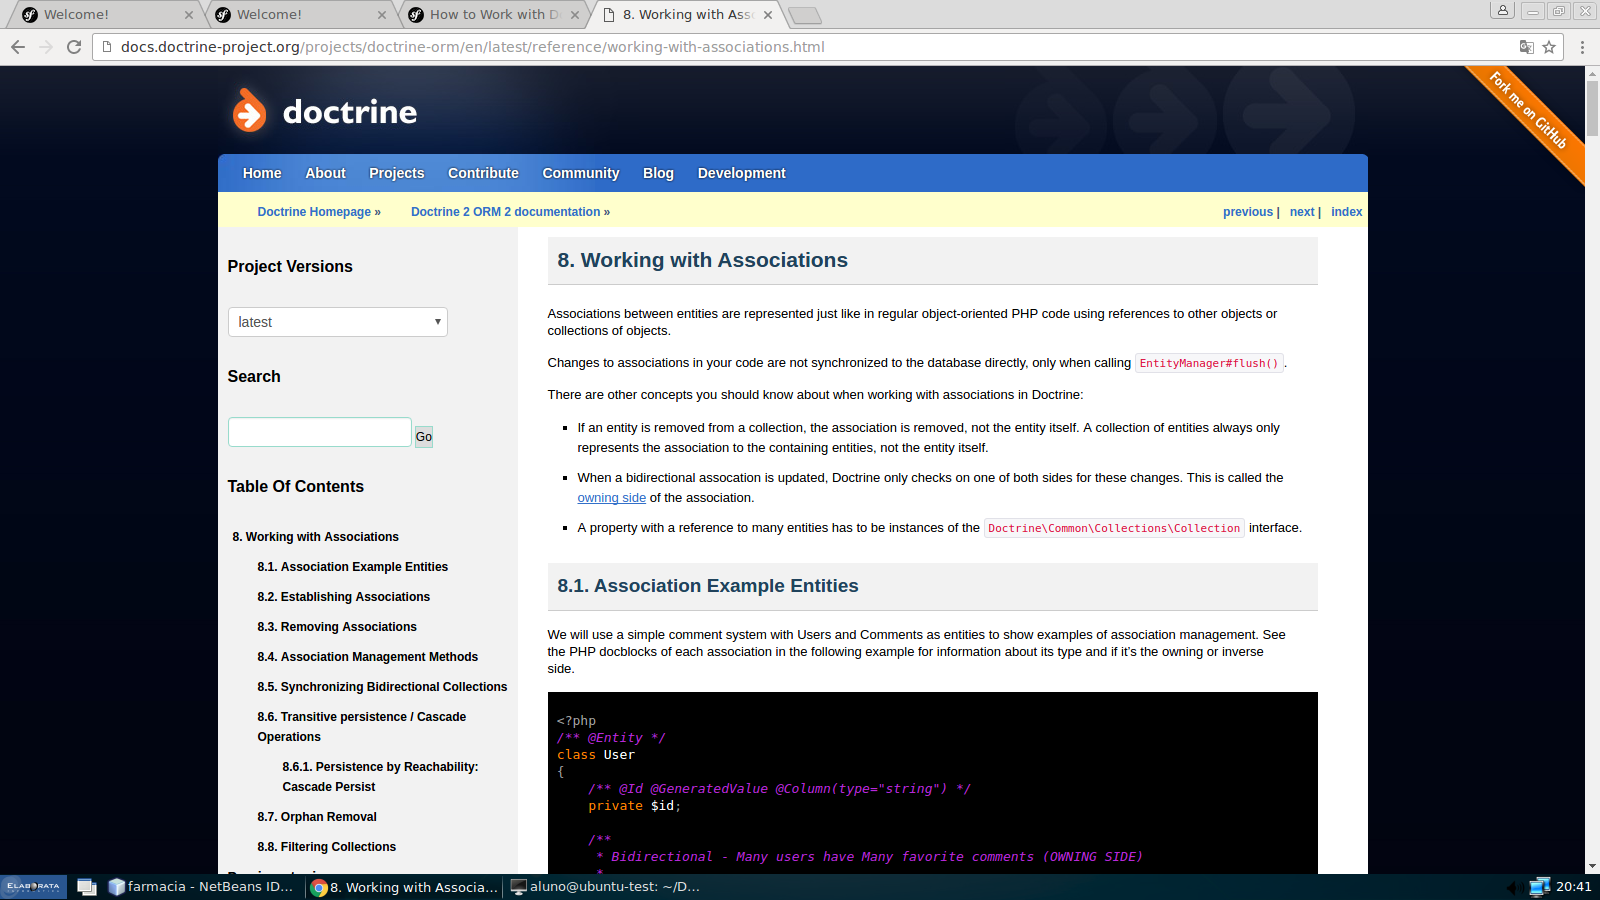 Welcome!
Welcome!
How to Work with D
8. Working with Asso
docs.doctrine-project.org/projects/doctrine-orm/en/latest/reference/working-with-associations.html
Fork me on GitHub
doctrine
Home About Projects Contribute Community Blog Development
Doctrine Homepage » Doctrine 2 ORM 2 documentation » previous | next | index
Project Versions
latest
Search
Go
Table Of Contents
8. Working with Associations
8.1. Association Example Entities
8.2. Establishing Associations
8.3. Removing Associations
8.4. Association Management Methods
8.5. Synchronizing Bidirectional Collections
8.6. Transitive persistence / Cascade
Operations
8.6.1. Persistence by Reachability:
Cascade Persist
8.7. Orphan Removal
8.8. Filtering Collections
8. Working with Associations
Associations between entities are represented just like in regular object-oriented PHP code using references to other objects or
collections of objects.
Changes to associations in your code are not synchronized to the database directly, only when calling EntityManager#flush().
There are other concepts you should know about when working with associations in Doctrine:
If an entity is removed from a collection, the association is removed, not the entity itself. A collection of entities always only
represents the association to the containing entities, not the entity itself.
When a bidirectional assocation is updated, Doctrine only checks on one of both sides for these changes. This is called the
owning side of the association.
A property with a reference to many entities has to be instances of the Doctrine\Common\Collections\Collection interface.
8.1. Association Example Entities
We will use a simple comment system with Users and Comments as entities to show examples of association management. See
the PHP docblocks of each association in the following example for information about its type and if it's the owning or inverse
side.
<?php
/** @Entity */
class User
{
/** @Id @GeneratedValue @Column(type="string") */
private $id;
/**
* Bidirectional - Many users have Many favorite comments (OWNING SIDE)
*
ELABORATA
farmacia - NetBeans ID...
8. Working with Associa...
aluno@ubuntu-test: ~/D...
20:41